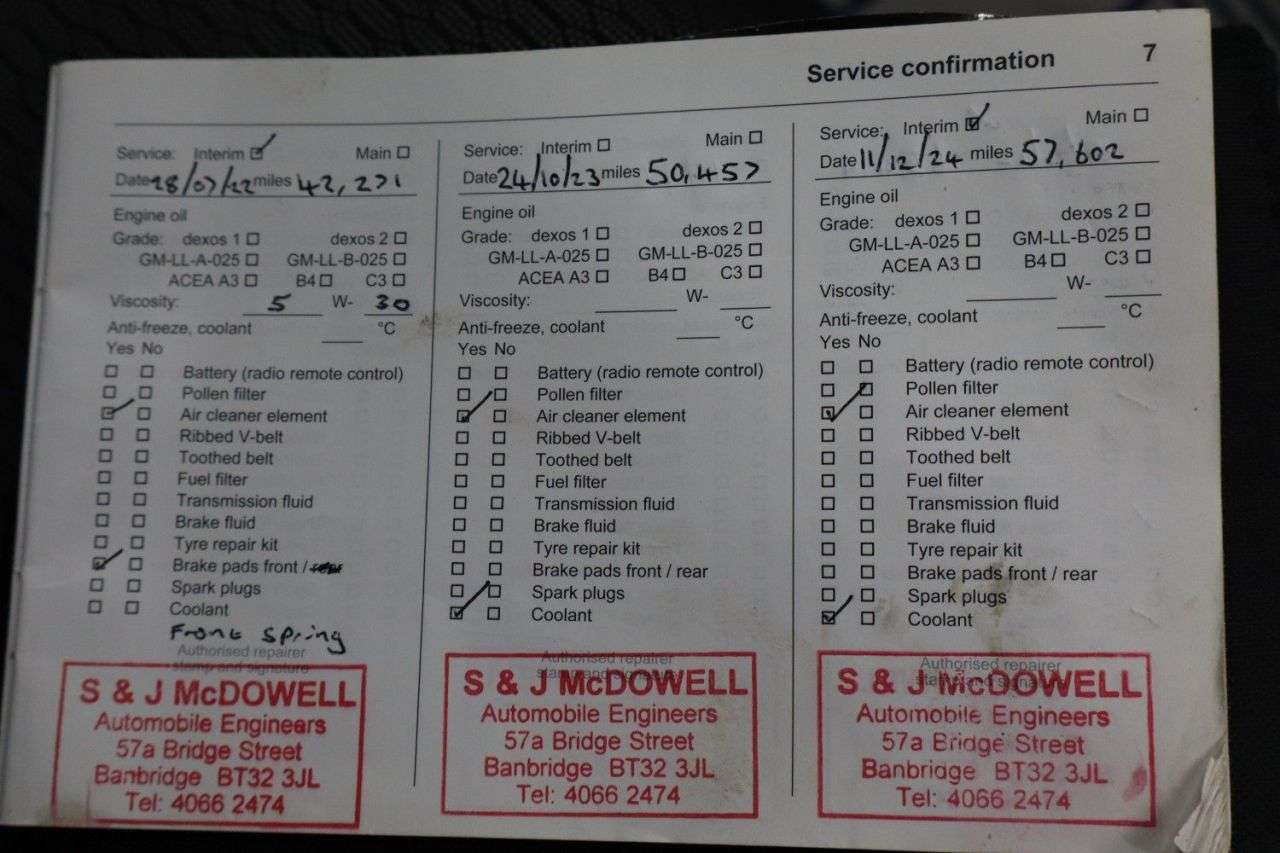 Service confirmation 7
Service: Interim ☑ Main ☐
Date 28/07/22 miles 42,271
Engine oil
Grade: dexos 1 ☐ dexos 2 ☐
GM-LL-A-025 ☐ GM-LL-B-025 ☐
ACEA A3 ☐ B4 ☐ C3 ☐
Viscosity: 5 W- 30
Anti-freeze, coolant °C
Yes No
☐ ☐ Battery (radio remote control)
☐ ☐ Pollen filter
☑ ☐ Air cleaner element
☐ ☐ Ribbed V-belt
☐ ☐ Toothed belt
☐ ☐ Fuel filter
☐ ☐ Transmission fluid
☐ ☐ Brake fluid
☐ ☐ Tyre repair kit
☑ ☐ Brake pads front / rear
☐ ☐ Spark plugs
☐ ☐ Coolant
Front Spring
Authorised repairer
stamp and signature
S & J McDOWELL
Automobile Engineers
57a Bridge Street
Banbridge BT32 3JL
Tel: 4066 2474
Service: Interim ☐ Main ☐
Date 24/10/23 miles 50,457
Engine oil
Grade: dexos 1 ☐ dexos 2 ☐
GM-LL-A-025 ☐ GM-LL-B-025 ☐
ACEA A3 ☐ B4 ☐ C3 ☐
Viscosity: W-
Anti-freeze, coolant °C
Yes No
☐ ☐ Battery (radio remote control)
☐ ☐ Pollen filter
☑ ☐ Air cleaner element
☐ ☐ Ribbed V-belt
☐ ☐ Toothed belt
☐ ☐ Fuel filter
☐ ☐ Transmission fluid
☐ ☐ Brake fluid
☐ ☐ Tyre repair kit
☐ ☐ Brake pads front / rear
☐ ☐ Spark plugs
☑ ☐ Coolant
Authorised repairer
stamp and signature
S & J McDOWELL
Automobile Engineers
57a Bridge Street
Banbridge BT32 3JL
Tel: 4066 2474
Service: Interim ☑ Main ☐
Date 11/12/24 miles 57,602
Engine oil
Grade: dexos 1 ☐ dexos 2 ☐
GM-LL-A-025 ☐ GM-LL-B-025 ☐
ACEA A3 ☐ B4 ☐ C3 ☐
Viscosity: W-
Anti-freeze, coolant °C
Yes No
☐ ☐ Battery (radio remote control)
☐ ☐ Pollen filter
☑ ☐ Air cleaner element
☐ ☐ Ribbed V-belt
☐ ☐ Toothed belt
☐ ☐ Fuel filter
☐ ☐ Transmission fluid
☐ ☐ Brake fluid
☐ ☐ Tyre repair kit
☐ ☐ Brake pads front / rear
☐ ☐ Spark plugs
☑ ☐ Coolant
Authorised repairer
stamp and signature
S & J McDOWELL
Automobile Engineers
57a Bridge Street
Banbridge BT32 3JL
Tel: 4066 2474